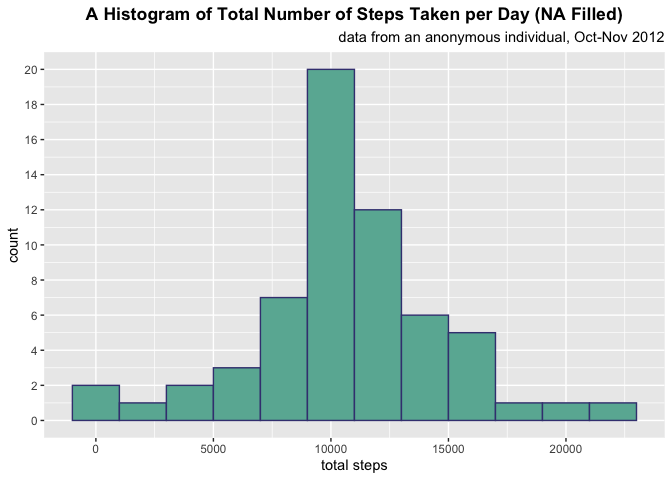 A Histogram of Total Number of Steps Taken per Day (NA Filled)
data from an anonymous individual, Oct-Nov 2012
20
18
16
14
12
10
8
6
4
2
0
count
0 5000 10000 15000 20000
total steps